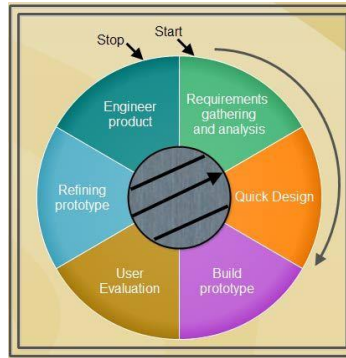 Stop
Start
Engineer
product
Requirements
gathering
and analysis
Refining
prototype
Quick Design
User
Evaluation
Build
prototype